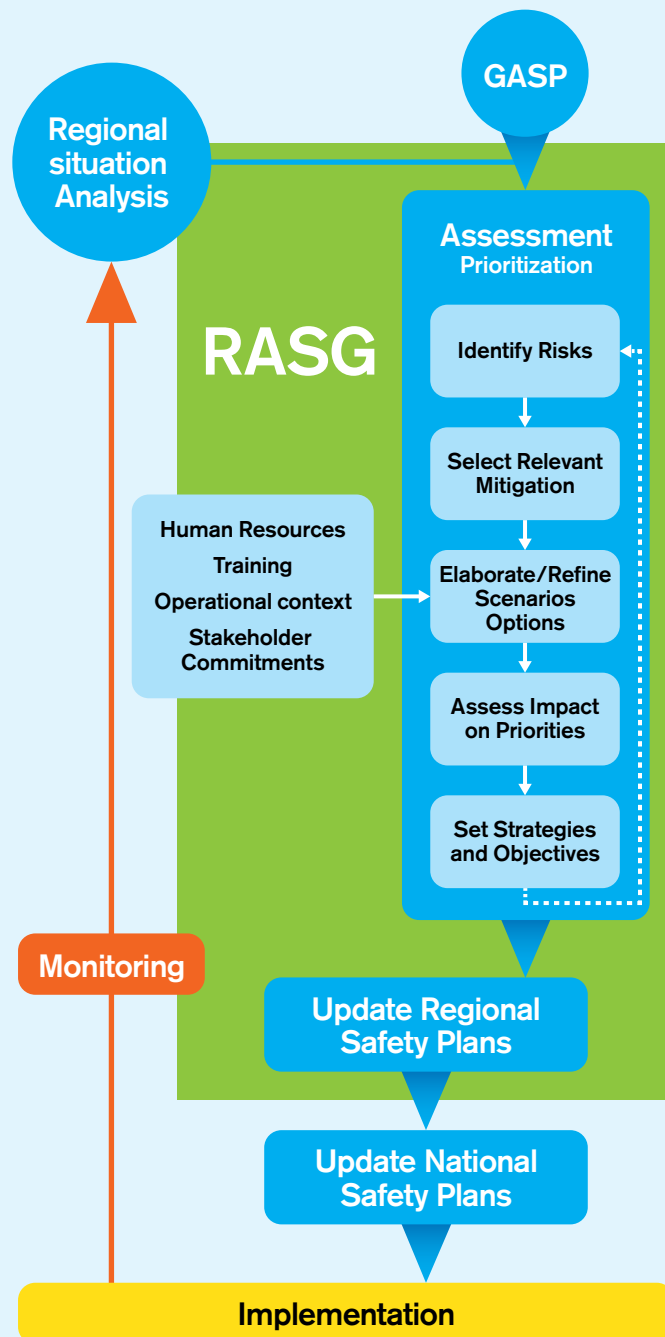 GASP
Regional
situation
Analysis
Assessment
Prioritization
RASG
Identify Risks
Select Relevant
Mitigation
Human Resources
Training
Operational context
Stakeholder
Commitments
Elaborate/Refine
Scenarios
Options
Assess Impact
on Priorities
Set Strategies
and Objectives
Monitoring
Update Regional
Safety Plans
Update National
Safety Plans
Implementation